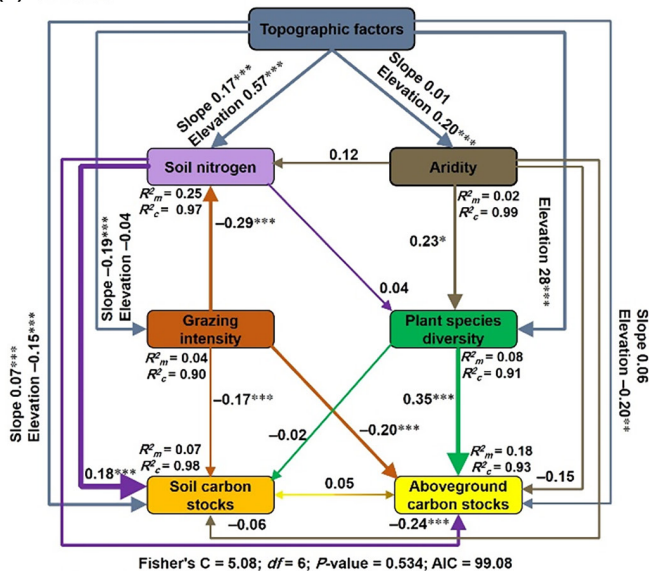 Topographic factors
Slope 0.17***
Elevation 0.57***
Slope 0.01
Elevation 0.20***
Soil nitrogen
0.12
Aridity
R²m = 0.25
R²c = 0.97
R²m = 0.02
R²c = 0.99
–0.29***
0.23*
Slope –0.19***
Elevation –0.04
Elevation 28***
0.04
Grazing
intensity
Plant species
diversity
R²m = 0.04
R²c = 0.90
R²m = 0.08
R²c = 0.91
Slope 0.07***
Elevation –0.15***
Slope 0.06
Elevation –0.20**
–0.17***
0.35***
–0.02
–0.20***
R²m = 0.07
R²c = 0.98
R²m = 0.18
R²c = 0.93
0.18***
Soil carbon
stocks
0.05
Aboveground
carbon stocks
–0.15
–0.06
–0.24***
Fisher's C = 5.08; df = 6; P-value = 0.534; AIC = 99.08